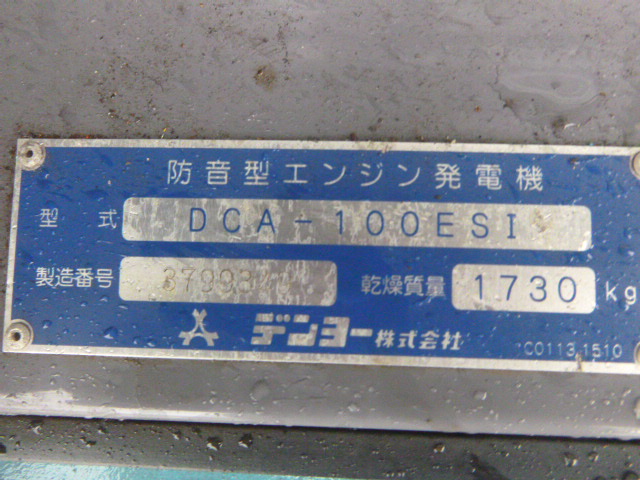 防音型エンジン発電機
型式 DCA-100ESI
製造番号 乾燥質量 1730 kg
デンヨー株式会社
C0113 1510